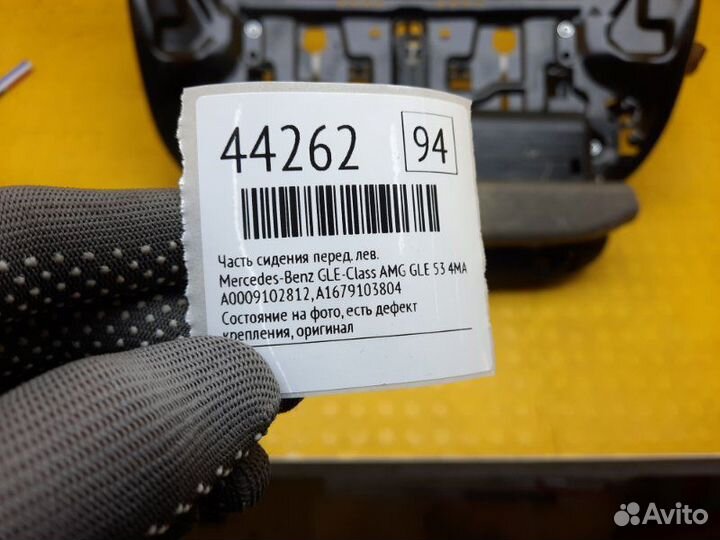 44262 94
Часть сидения перед. лев.
Mercedes-Benz GLE-Class AMG GLE 53 4MA
A0009102812, A1679103804
Состояние на фото, есть дефект
крепления, оригинал
Avito